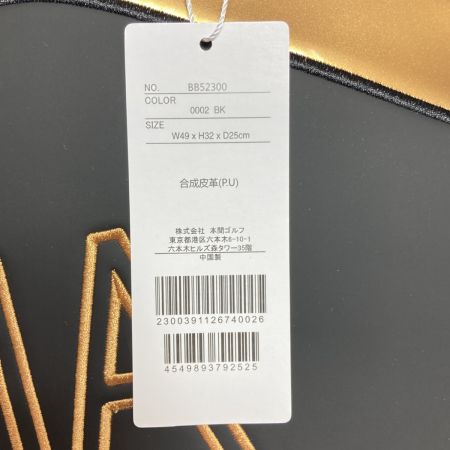 NO. BB52300
COLOR
0002 BK
SIZE
W49 x H32 x D25cm
合成皮革(P.U)
株式会社 本間ゴルフ
東京都港区六本木6-10-1
六本木ヒルズ森タワー35階
中国製
2300391126740026
4549893792525